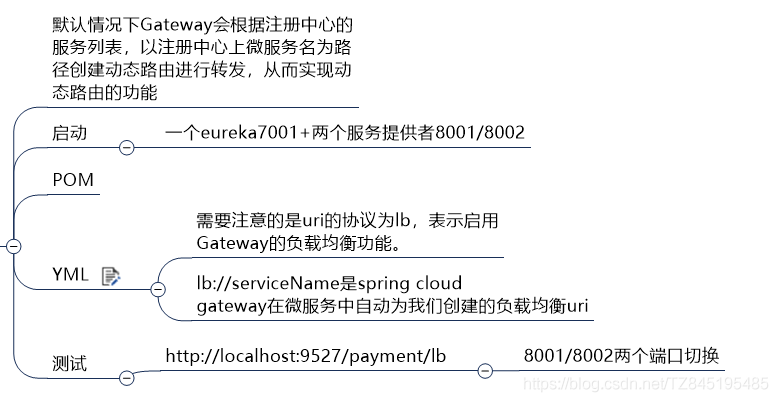 默认情况下Gateway会根据注册中心的
服务列表，以注册中心上微服务名为路
径创建动态路由进行转发，从而实现动
态路由的功能
启动
一个eureka7001+两个服务提供者8001/8002
POM
YML
需要注意的是uri的协议为lb，表示启用
Gateway的负载均衡功能。
lb://serviceName是spring cloud
gateway在微服务中自动为我们创建的负载均衡uri
测试
http://localhost:9527/payment/lb
8001/8002两个端口切换
https://blog.csdn.net/TZ845195485